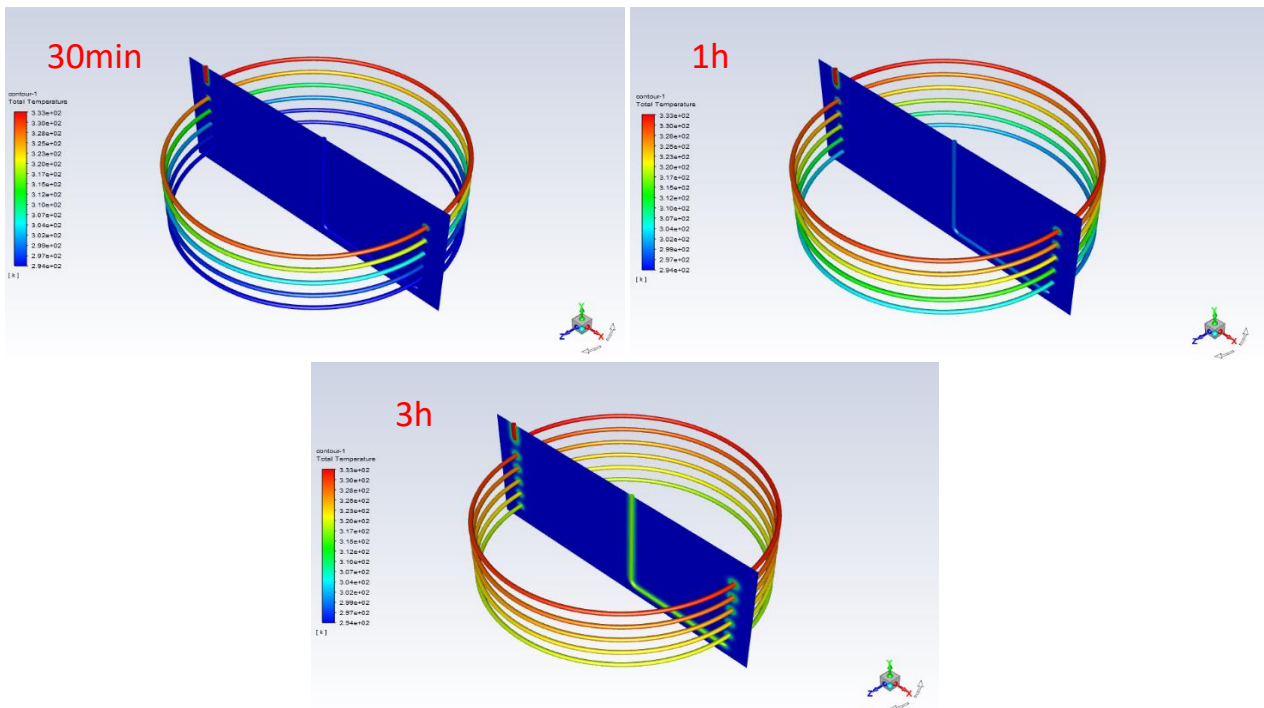 30min
contour-1
Total Temperature
3.33e+02
3.30e+02
3.28e+02
3.25e+02
3.23e+02
3.20e+02
3.17e+02
3.15e+02
3.12e+02
3.10e+02
3.07e+02
3.04e+02
3.02e+02
2.99e+02
2.97e+02
2.94e+02
[ k ]
Y
Z
X
1h
contour-1
Total Temperature
3.33e+02
3.30e+02
3.28e+02
3.25e+02
3.23e+02
3.20e+02
3.17e+02
3.15e+02
3.12e+02
3.10e+02
3.07e+02
3.04e+02
3.02e+02
2.99e+02
2.97e+02
2.94e+02
[ k ]
Y
Z
X
3h
contour-1
Total Temperature
3.33e+02
3.30e+02
3.28e+02
3.25e+02
3.23e+02
3.20e+02
3.17e+02
3.15e+02
3.12e+02
3.10e+02
3.07e+02
3.04e+02
3.02e+02
2.99e+02
2.97e+02
2.94e+02
[ k ]
Y
Z
X